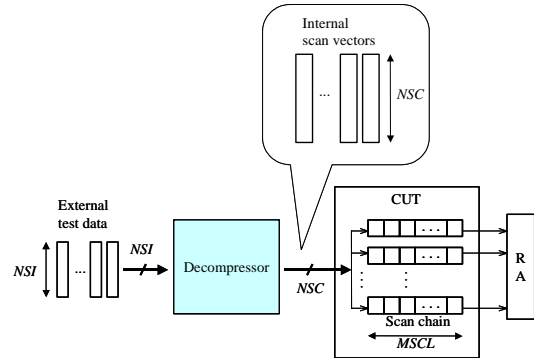 Internal
scan vectors
...
NSC
CUT
External
test data
NSI
...
NSI
Decompressor
NSC
...
...
...
Scan chain
MSCL
R
A